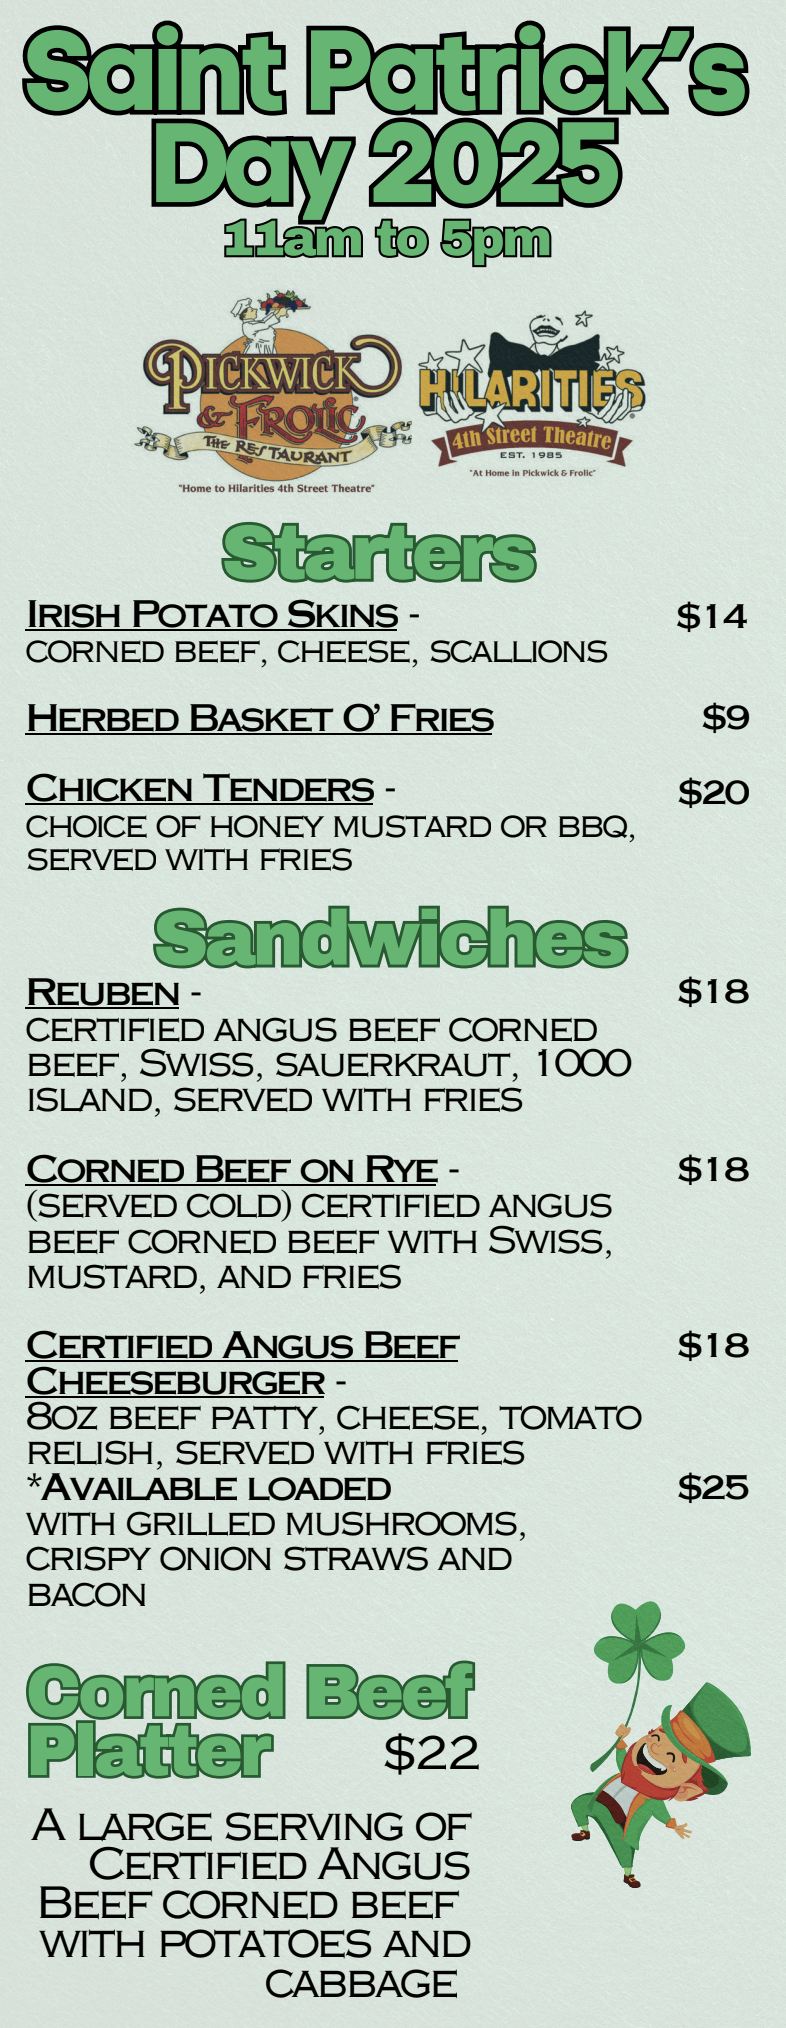 Saint Patrick's
Day 2025
11am to 5pm
PICKWICK
& FROLIC
THE RESTAURANT
"Home to Hilarities 4th Street Theatre"
HILARITIES
4th Street Theatre
EST. 1985
"At Home in Pickwick & Frolic"
Starters
IRISH POTATO SKINS - $14
CORNED BEEF, CHEESE, SCALLIONS
HERBED BASKET O' FRIES $9
CHICKEN TENDERS - $20
CHOICE OF HONEY MUSTARD OR BBQ,
SERVED WITH FRIES
Sandwiches
REUBEN - $18
CERTIFIED ANGUS BEEF CORNED
BEEF, SWISS, SAUERKRAUT, 1000
ISLAND, SERVED WITH FRIES
CORNED BEEF ON RYE - $18
(SERVED COLD) CERTIFIED ANGUS
BEEF CORNED BEEF WITH SWISS,
MUSTARD, AND FRIES
CERTIFIED ANGUS BEEF $18
CHEESEBURGER -
8OZ BEEF PATTY, CHEESE, TOMATO
RELISH, SERVED WITH FRIES
*AVAILABLE LOADED $25
WITH GRILLED MUSHROOMS,
CRISPY ONION STRAWS AND
BACON
Corned Beef
Platter $22
A LARGE SERVING OF
CERTIFIED ANGUS
BEEF CORNED BEEF
WITH POTATOES AND
CABBAGE